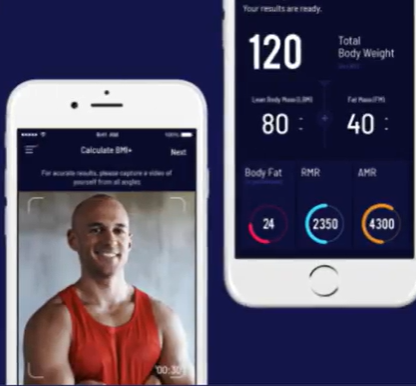 9:41 AM
100%
Calculate BMI+
Next
For accurate results, please capture a video of
yourself from all angles
00:30
Your results are ready.
120
Total
Body Weight
Lean Body Mass (LBM)
Fat Mass (FM)
80 :
40 :
Body Fat
RMR
AMR
24
2350
4300